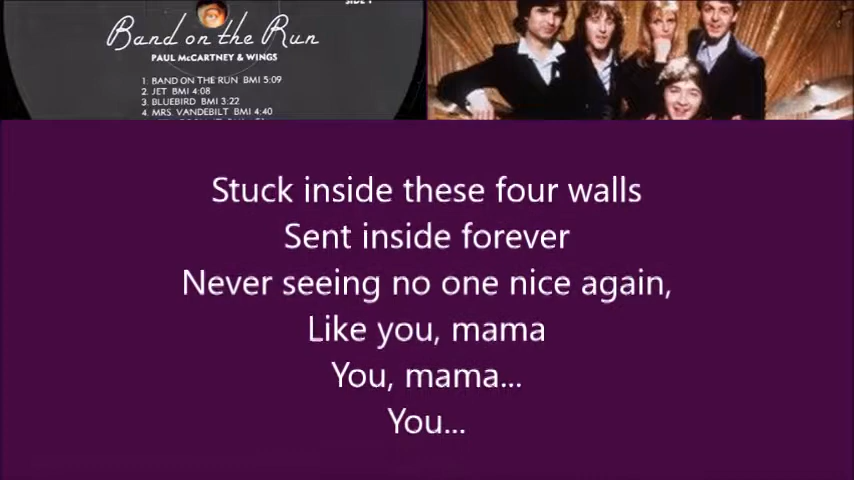 SIDE 1
Band on the Run
PAUL McCARTNEY & WINGS
1. BAND ON THE RUN BMI 5:09
2. JET BMI 4:08
3. BLUEBIRD BMI 3:22
4. MRS. VANDEBILT BMI 4:40
Stuck inside these four walls
Sent inside forever
Never seeing no one nice again,
Like you, mama
You, mama...
You...